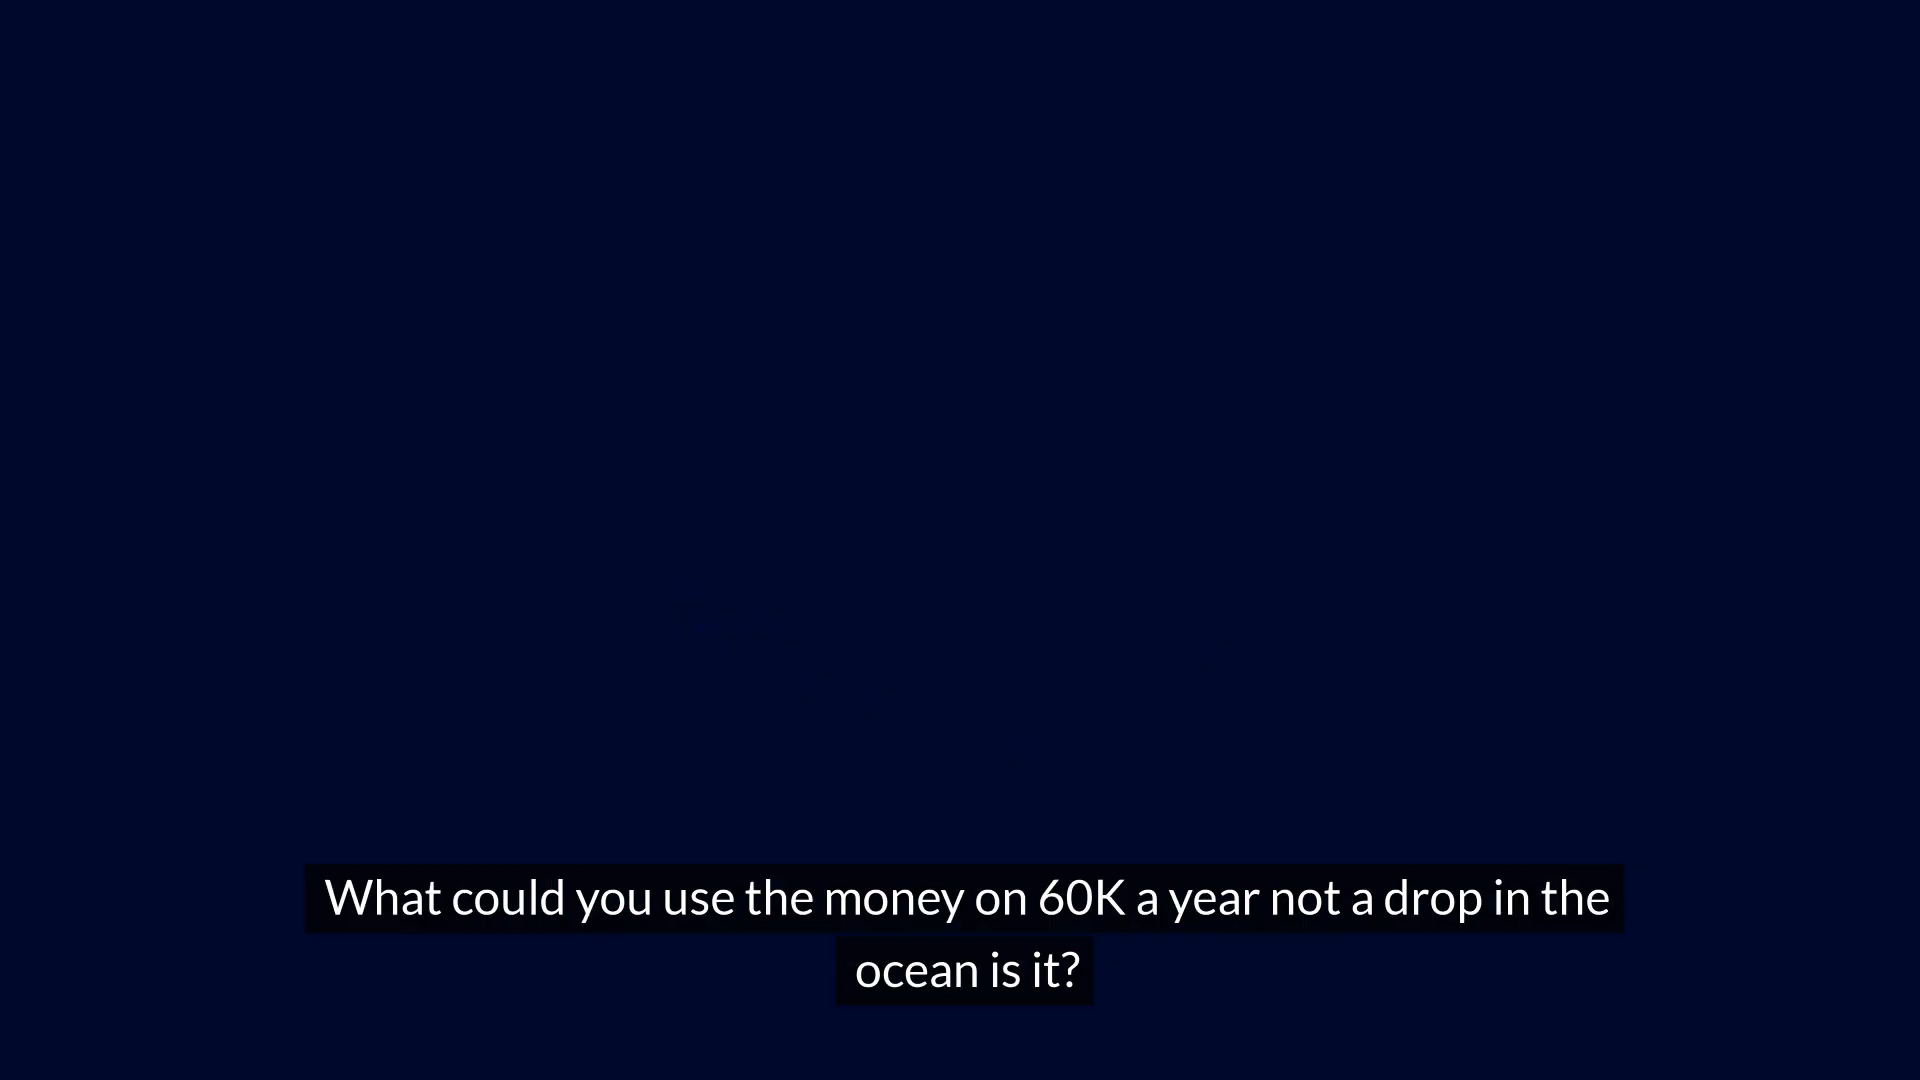 What could you use the money on 60K a year not a drop in the
ocean is it?